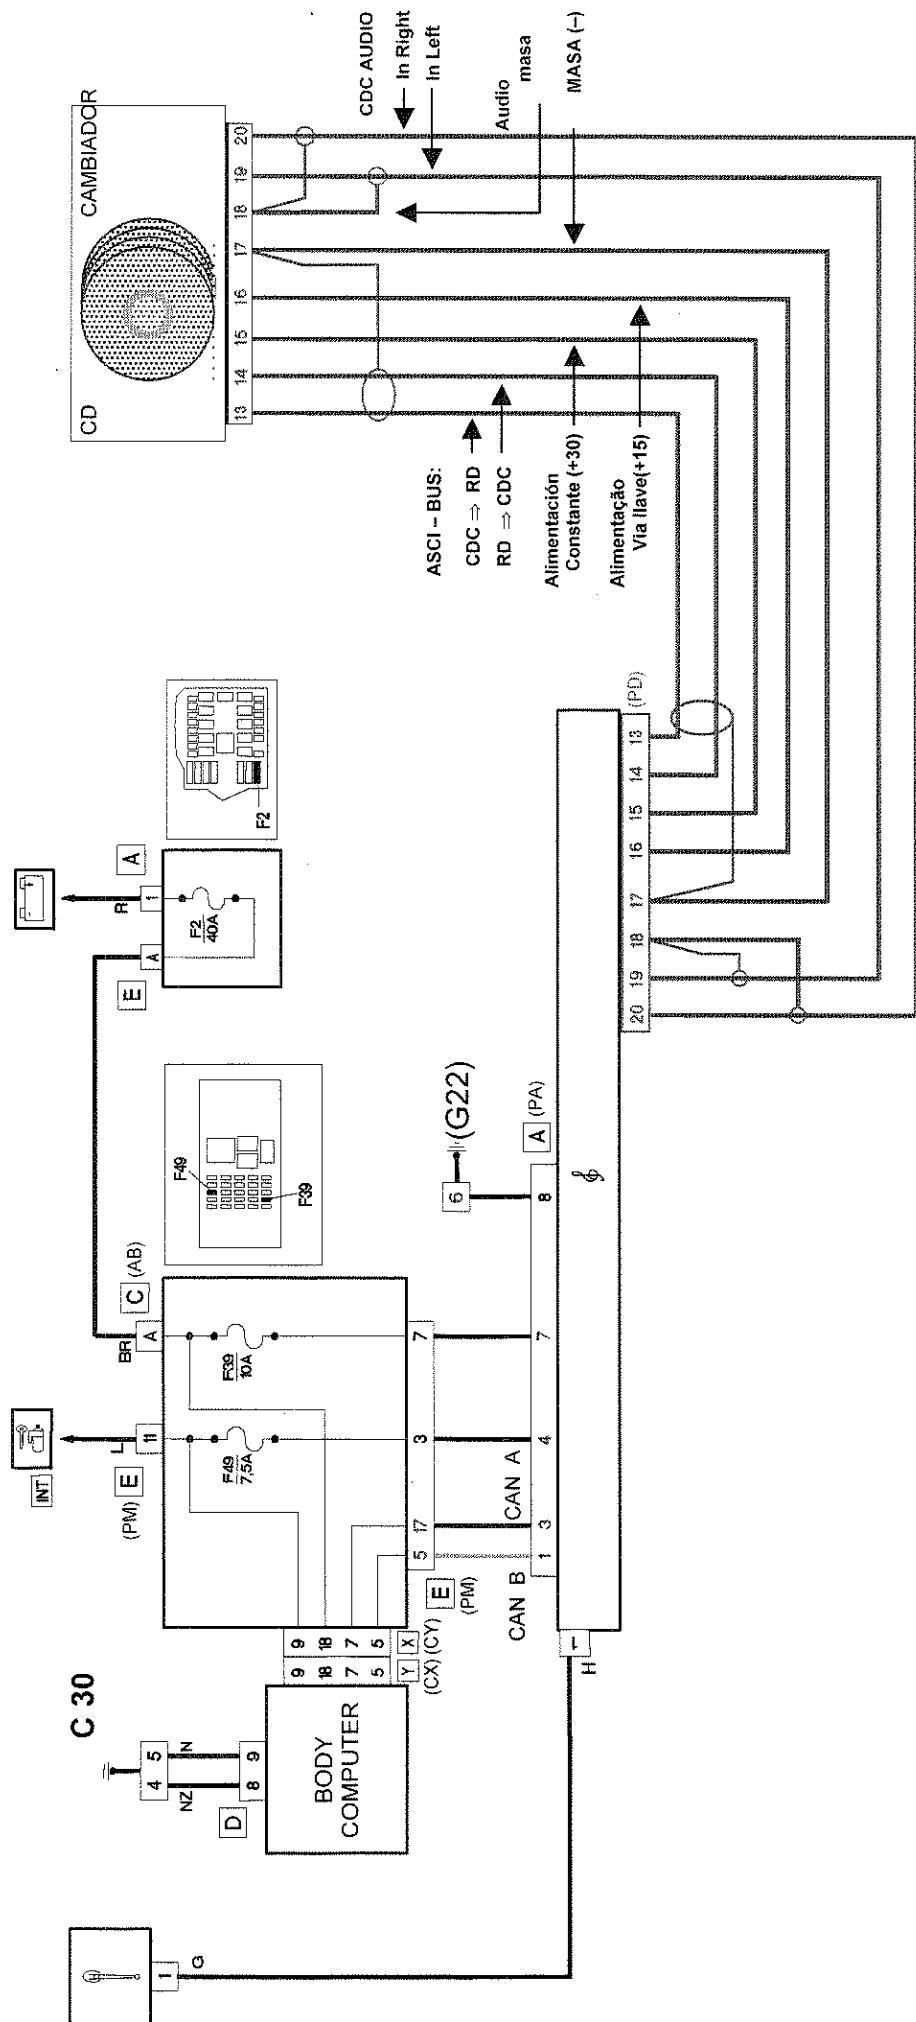 CD
CAMBIADOR
13
14
15
16
17
18
19
20
CDC AUDIO
In Right
In Left
Audio
masa
MASA (–)
ASCI – BUS:
CDC ⇒ RD
RD ⇒ CDC
Alimentación
Constante (+30)
Alimentação
Via llave(+15)
C 30
INT
L
E
(PM)
11
BR
C
(AB)
A
F49
7,5A
F39
10A
F49
F39
E
A
R
A
1
F2
40A
F2
4
5
NZ
N
D
8
9
BODY
COMPUTER
9
18
7
5
9
18
7
5
Y
X
(CX)
(CY)
5
17
3
7
E
(PM)
CAN B
CAN A
1
3
4
7
8
6
(G22)
A
(PA)
20
19
18
17
16
15
14
13
(PD)
1
G
1
H